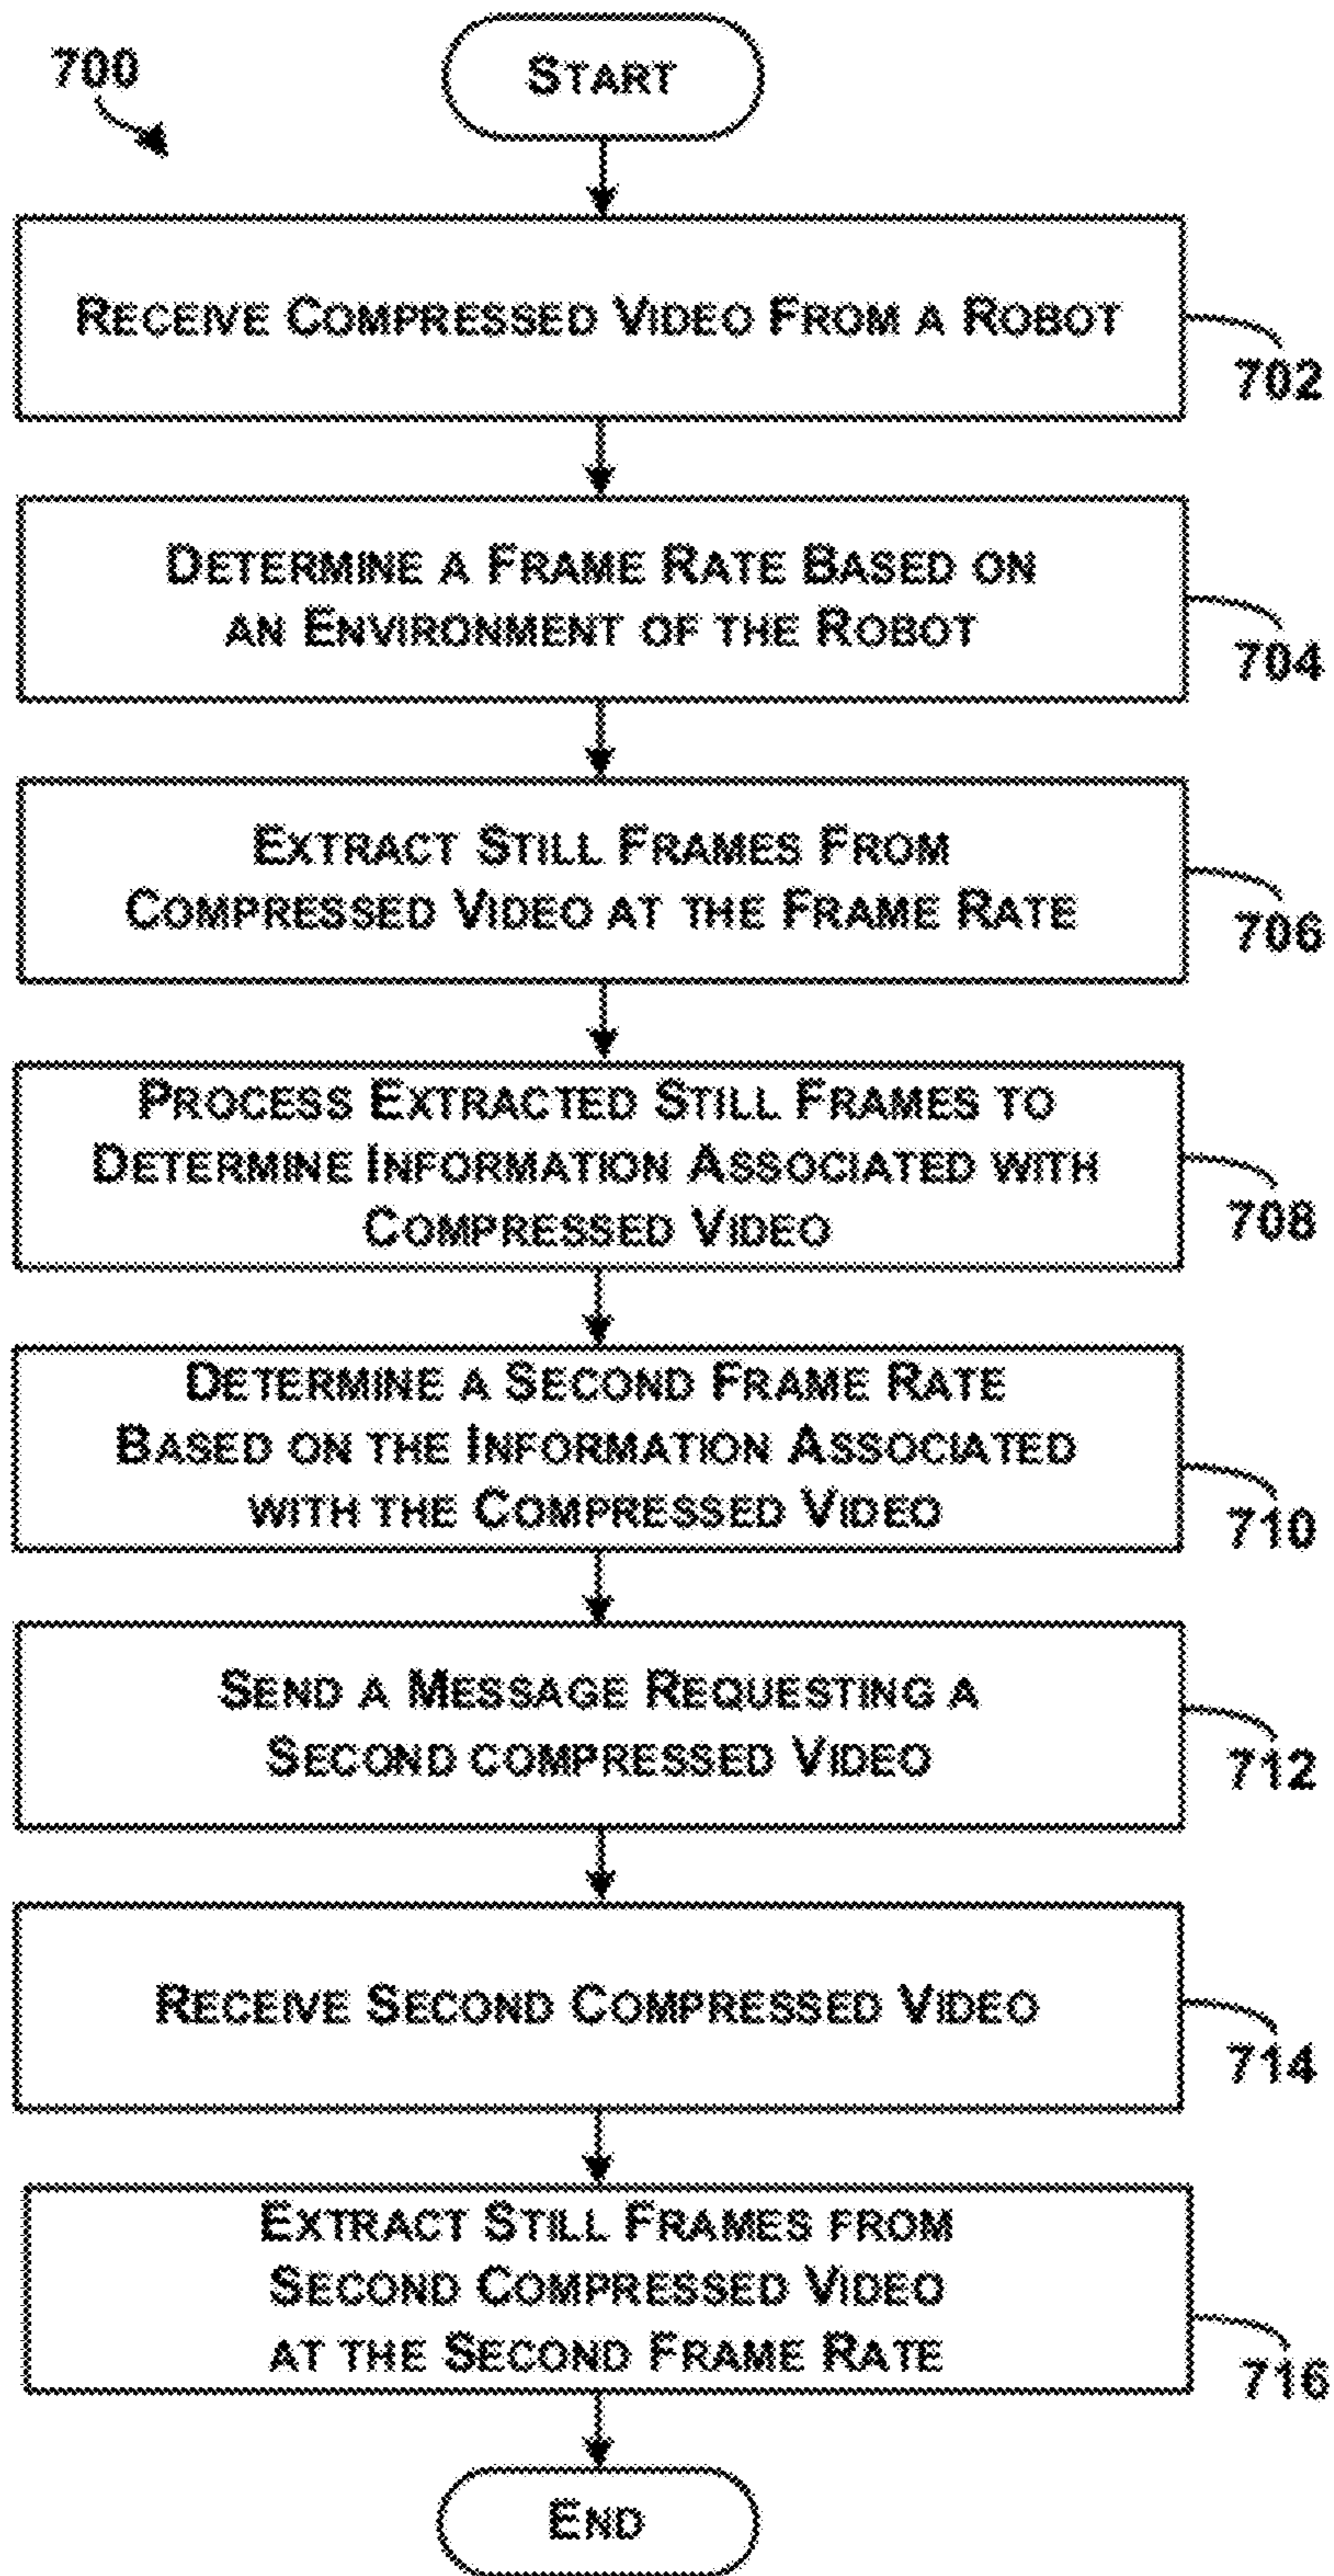 700
START
RECEIVE COMPRESSED VIDEO FROM A ROBOT
702
DETERMINE A FRAME RATE BASED ON
AN ENVIRONMENT OF THE ROBOT
704
EXTRACT STILL FRAMES FROM
COMPRESSED VIDEO AT THE FRAME RATE
706
PROCESS EXTRACTED STILL FRAMES TO
DETERMINE INFORMATION ASSOCIATED WITH
COMPRESSED VIDEO
708
DETERMINE A SECOND FRAME RATE
BASED ON THE INFORMATION ASSOCIATED
WITH THE COMPRESSED VIDEO
710
SEND A MESSAGE REQUESTING A
SECOND COMPRESSED VIDEO
712
RECEIVE SECOND COMPRESSED VIDEO
714
EXTRACT STILL FRAMES FROM
SECOND COMPRESSED VIDEO
AT THE SECOND FRAME RATE
716
END